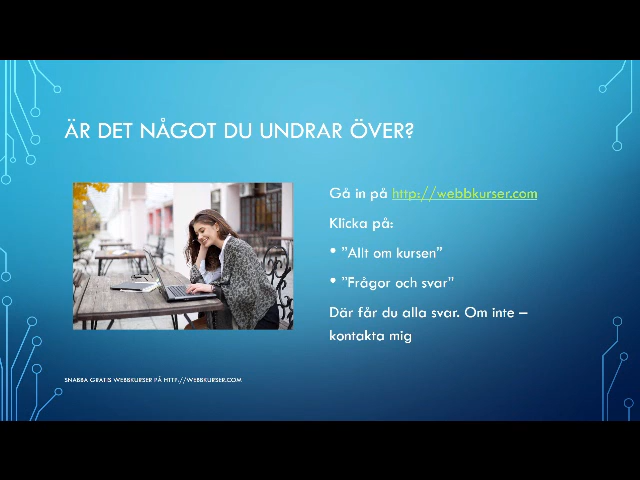 ÄR DET NÅGOT DU UNDRAR ÖVER?
Gå in på http://webbkurser.com
Klicka på:
• ”Allt om kursen”
• ”Frågor och svar”
Där får du alla svar. Om inte –
kontakta mig
SNABBA GRATIS WEBBKURSER PÅ HTTP://WEBBKURSER.COM